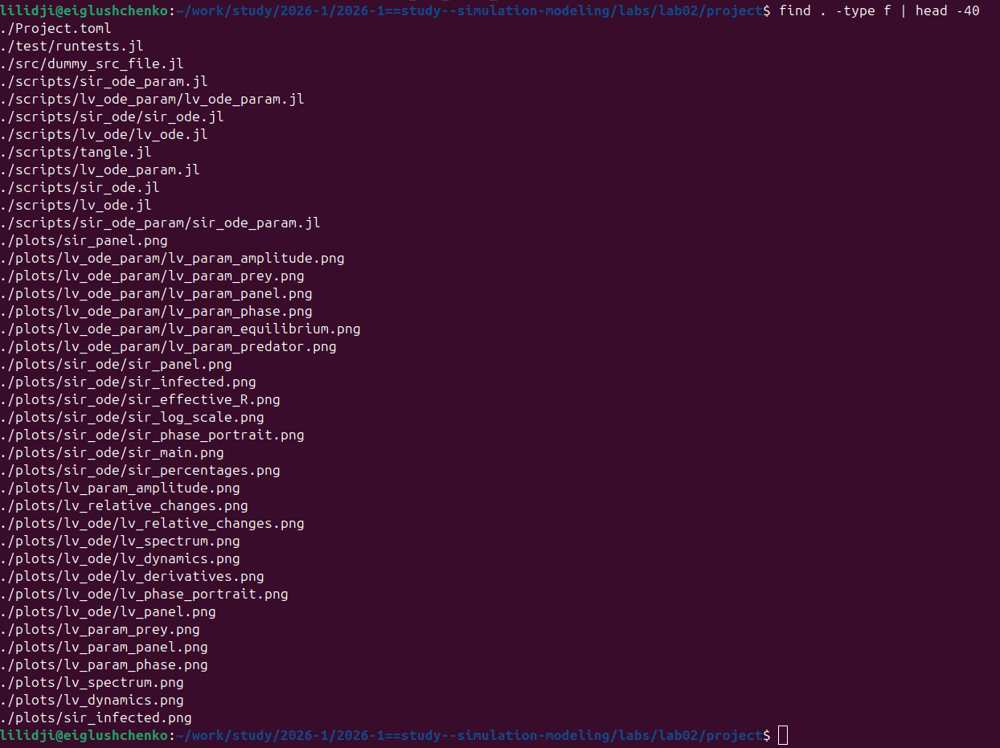 lilidji@eiglushchenko:~/work/study/2026-1/2026-1==study--simulation-modeling/labs/lab02/project$ find . -type f | head -40
./Project.toml
./test/runtests.jl
./src/dummy_src_file.jl
./scripts/sir_ode_param.jl
./scripts/lv_ode_param/lv_ode_param.jl
./scripts/sir_ode/sir_ode.jl
./scripts/lv_ode/lv_ode.jl
./scripts/tangle.jl
./scripts/lv_ode_param.jl
./scripts/sir_ode.jl
./scripts/lv_ode.jl
./scripts/sir_ode_param/sir_ode_param.jl
./plots/sir_panel.png
./plots/lv_ode_param/lv_param_amplitude.png
./plots/lv_ode_param/lv_param_prey.png
./plots/lv_ode_param/lv_param_panel.png
./plots/lv_ode_param/lv_param_phase.png
./plots/lv_ode_param/lv_param_equilibrium.png
./plots/lv_ode_param/lv_param_predator.png
./plots/sir_ode/sir_panel.png
./plots/sir_ode/sir_infected.png
./plots/sir_ode/sir_effective_R.png
./plots/sir_ode/sir_log_scale.png
./plots/sir_ode/sir_phase_portrait.png
./plots/sir_ode/sir_main.png
./plots/sir_ode/sir_percentages.png
./plots/lv_param_amplitude.png
./plots/lv_relative_changes.png
./plots/lv_ode/lv_relative_changes.png
./plots/lv_ode/lv_spectrum.png
./plots/lv_ode/lv_dynamics.png
./plots/lv_ode/lv_derivatives.png
./plots/lv_ode/lv_phase_portrait.png
./plots/lv_ode/lv_panel.png
./plots/lv_param_prey.png
./plots/lv_param_panel.png
./plots/lv_param_phase.png
./plots/lv_spectrum.png
./plots/lv_dynamics.png
./plots/sir_infected.png
lilidji@eiglushchenko:~/work/study/2026-1/2026-1==study--simulation-modeling/labs/lab02/project$